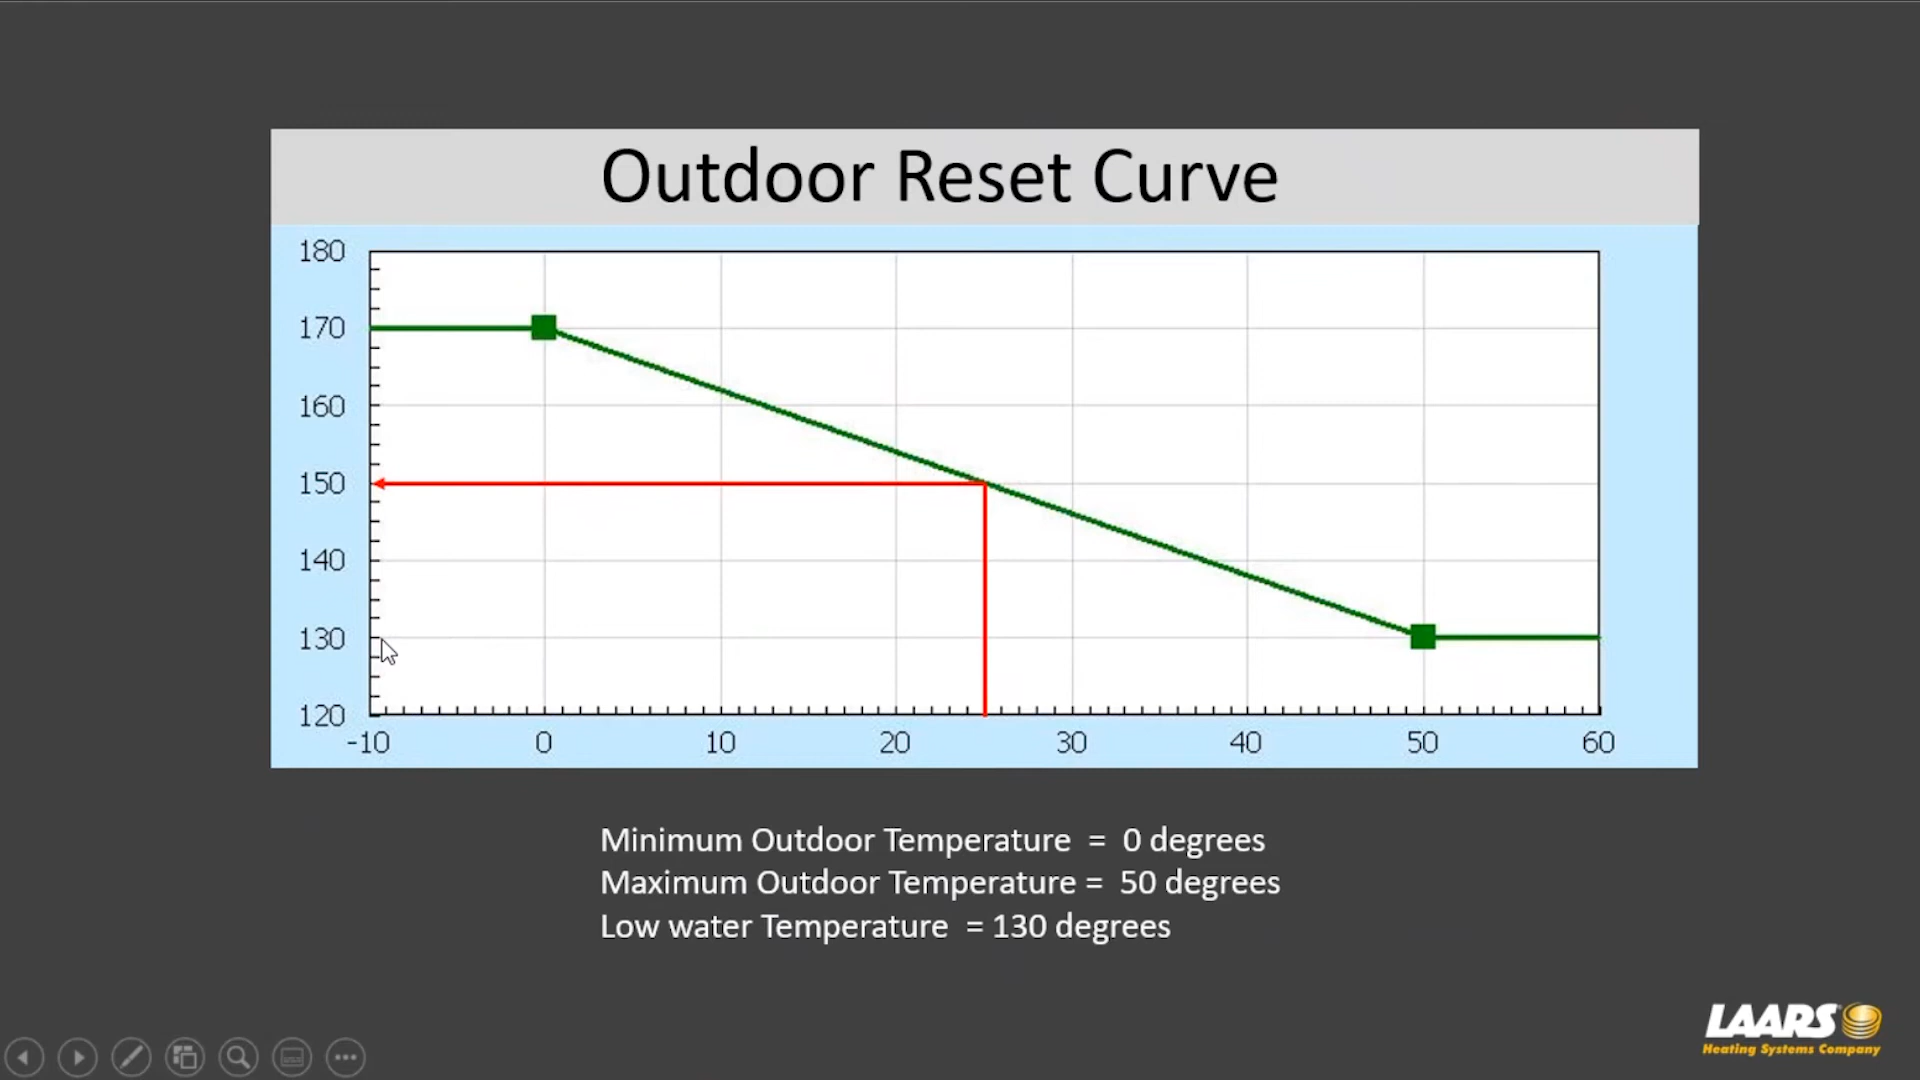 Outdoor Reset Curve
180
170
160
150
140
130
120
-10 0 10 20 30 40 50 60
Minimum Outdoor Temperature = 0 degrees
Maximum Outdoor Temperature = 50 degrees
Low water Temperature = 130 degrees
LAARS
Heating Systems Company